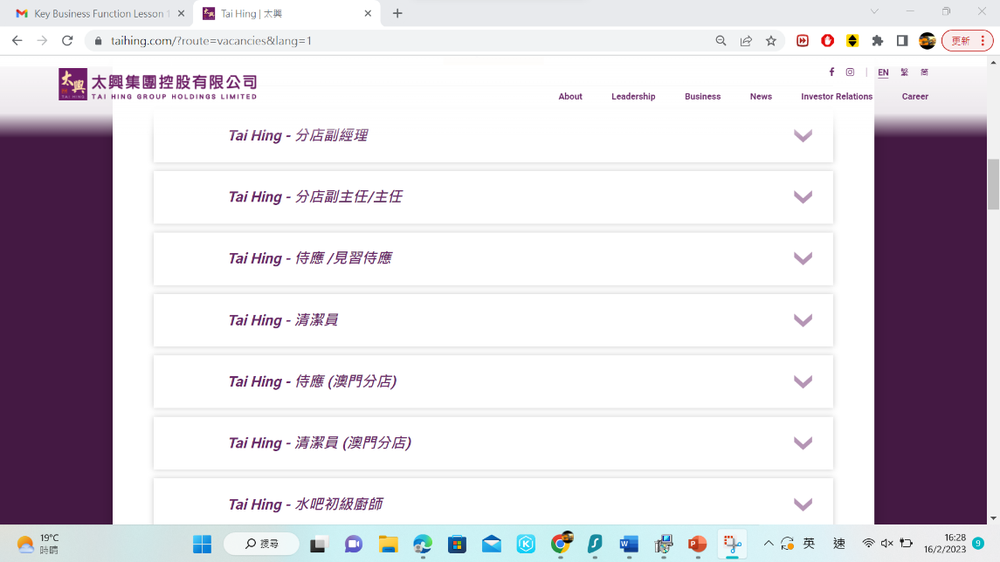 Key Business Function Lesson 1
Tai Hing | 太興
taihing.com/?route=vacancies&lang=1
更新
太興
TAI HING
太興集團控股有限公司
TAI HING GROUP HOLDINGS LIMITED
EN 繁 简
About Leadership Business News Investor Relations Career
Tai Hing - 分店副經理
Tai Hing - 分店副主任/主任
Tai Hing - 侍應 /見習侍應
Tai Hing - 清潔員
Tai Hing - 侍應 (澳門分店)
Tai Hing - 清潔員 (澳門分店)
Tai Hing - 水吧初級廚師
19°C
時晴
搜尋
英 速
16:28
16/2/2023
9